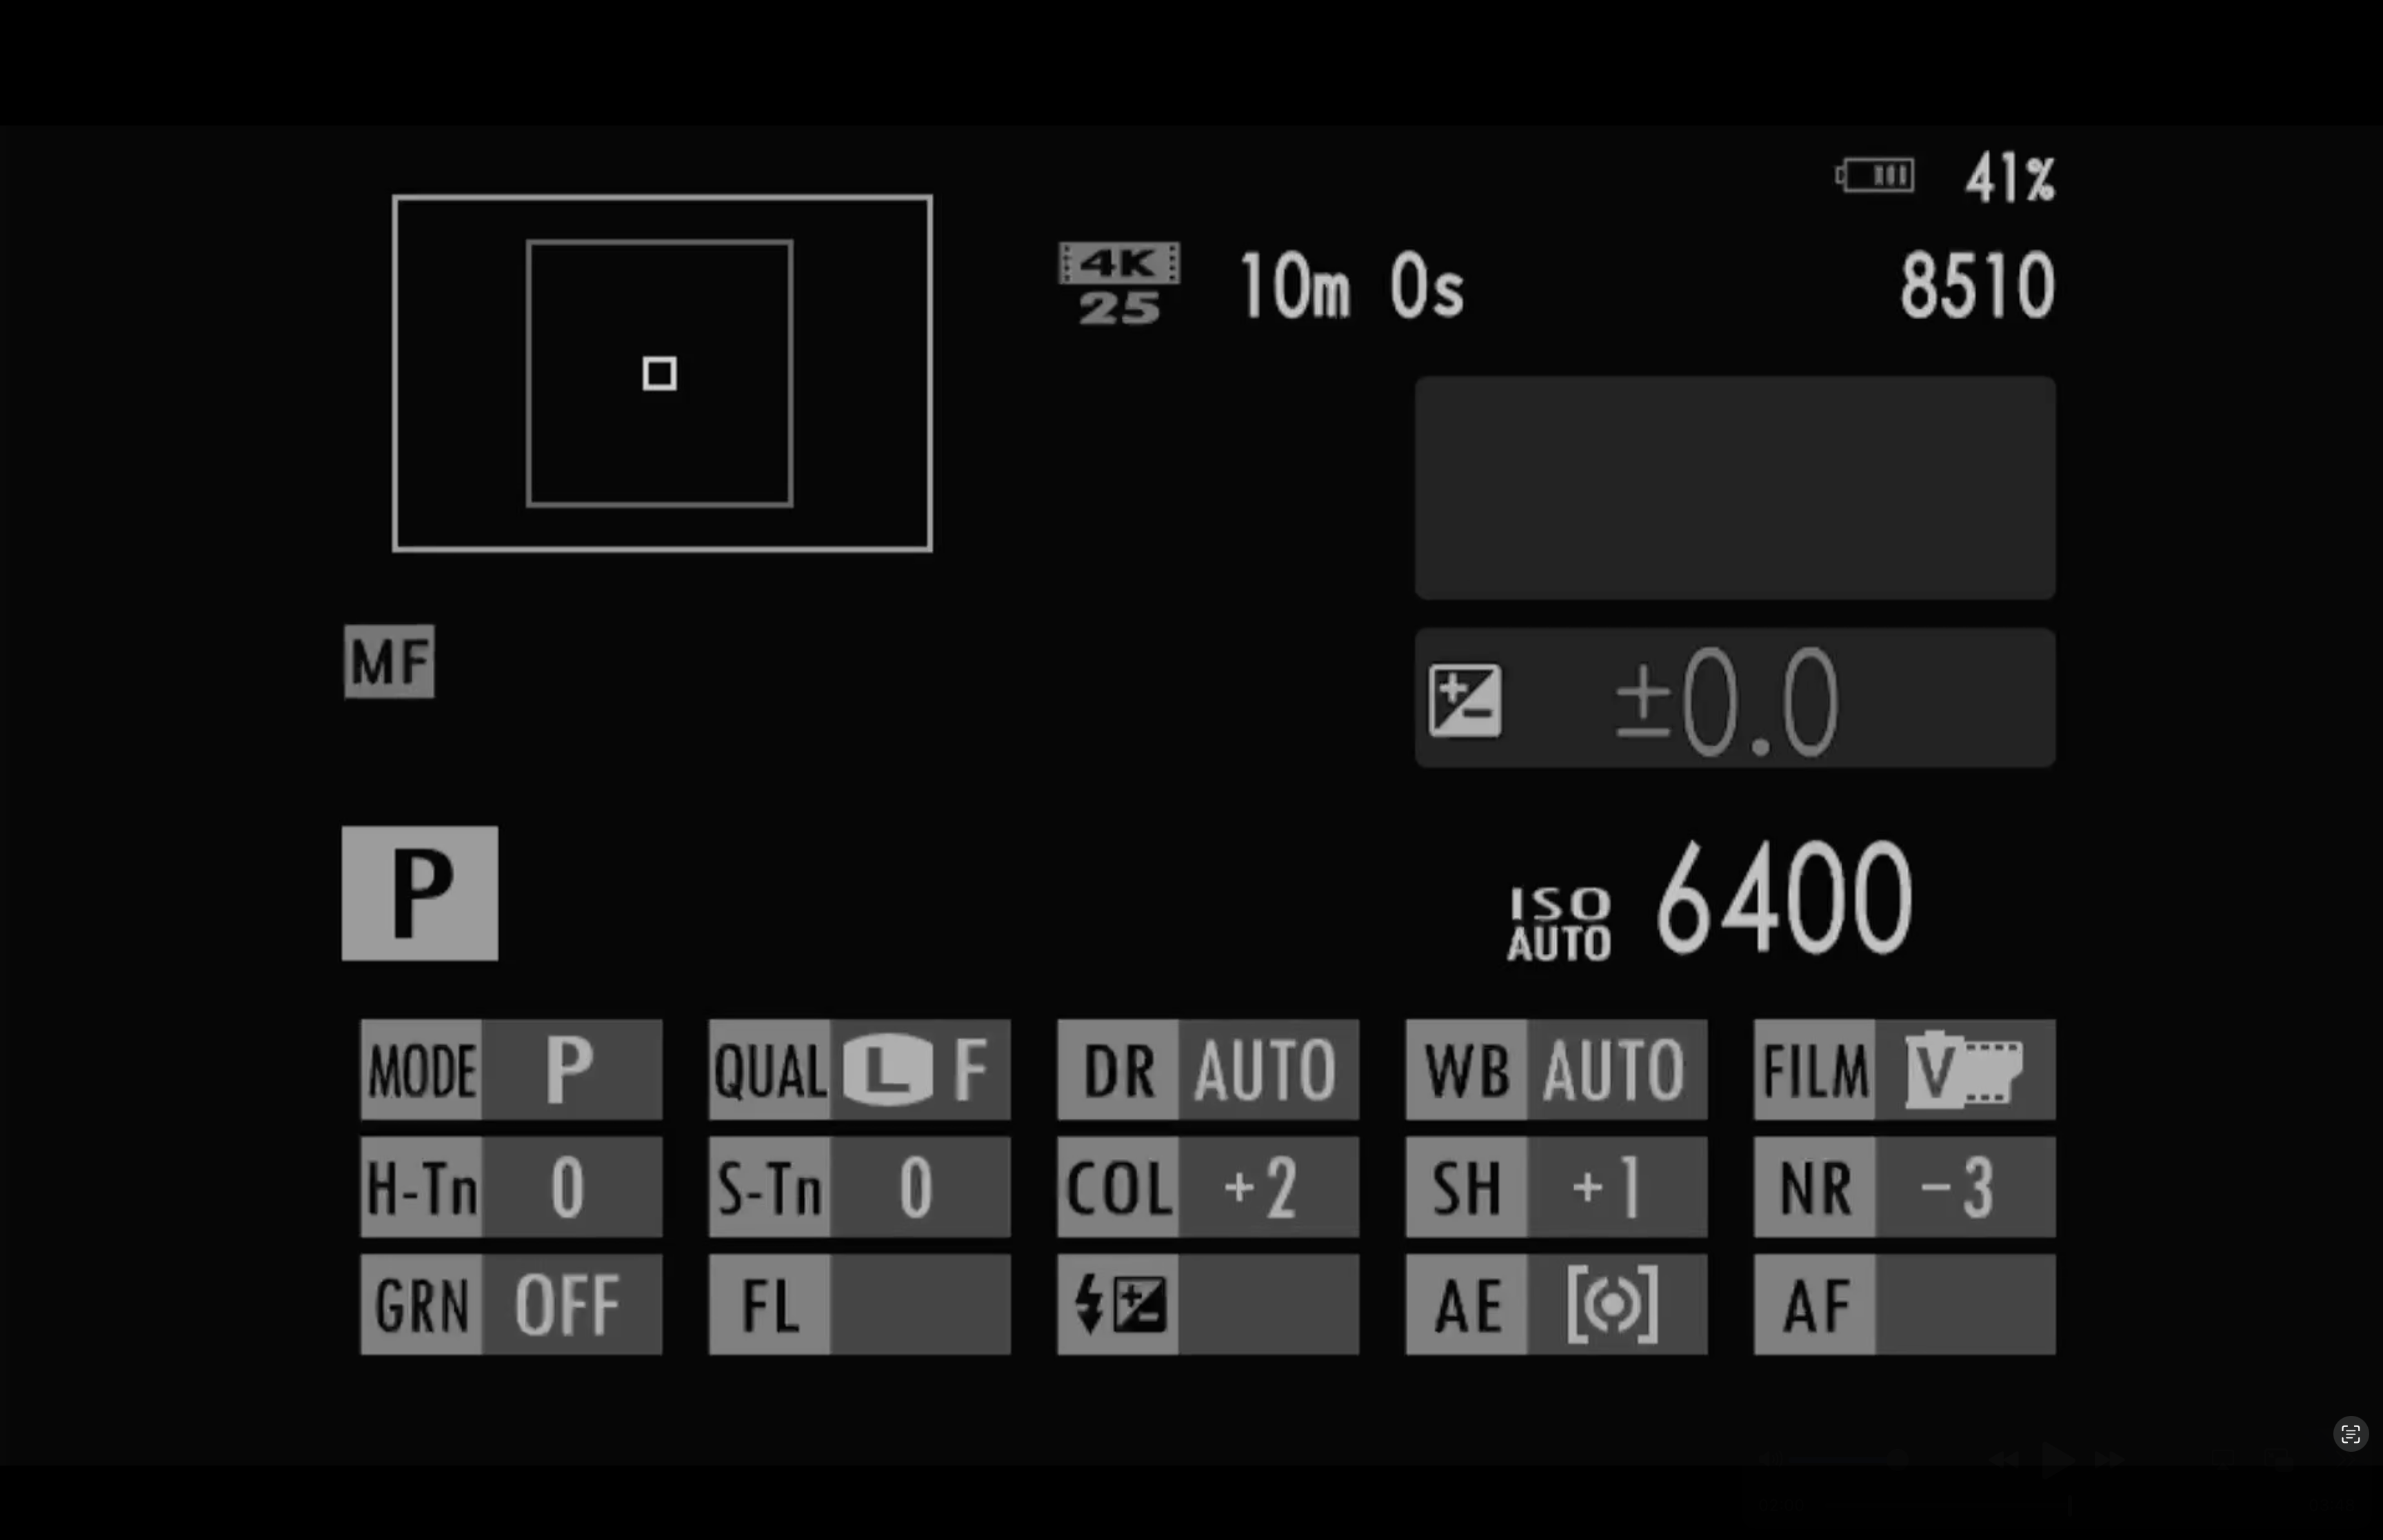 41%
4K
25
10m 0s
8510
MF
±0.0
P
ISO
AUTO
6400
MODE P
QUAL L F
DR AUTO
WB AUTO
FILM V
H-Tn 0
S-Tn 0
COL +2
SH +1
NR -3
GRN OFF
FL
AE
AF